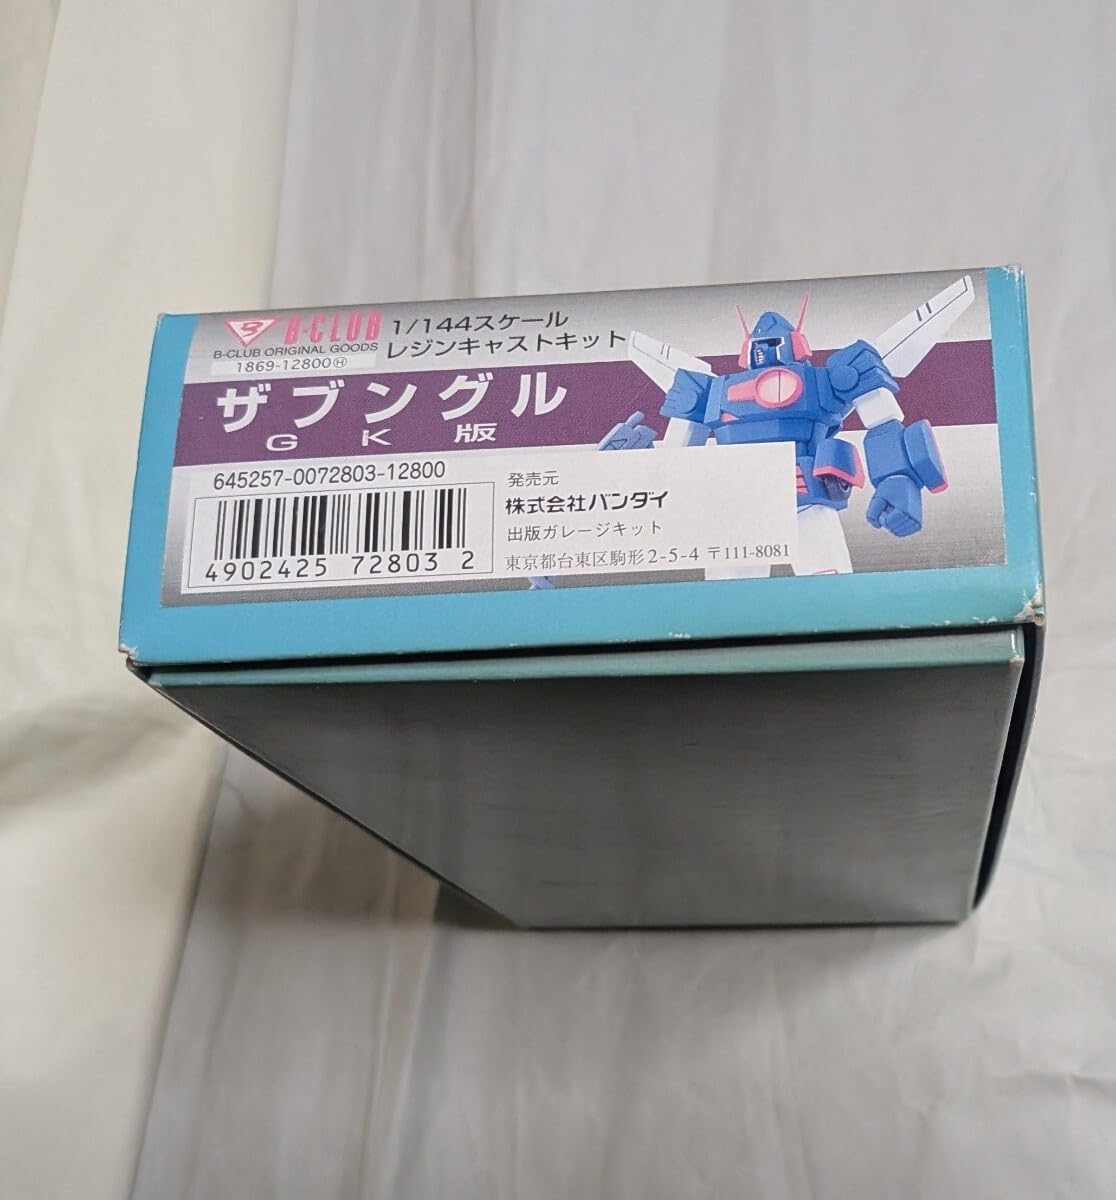 B-CLUB
B-CLUB ORIGINAL GOODS
1869-12800Ⓗ
1/144スケール
レジンキャストキット
ザブングル
GK版
645257-0072803-12800
4902425 72803 2
発売元
株式会社バンダイ
出版ガレージキット
東京都台東区駒形2-5-4 〒111-8081